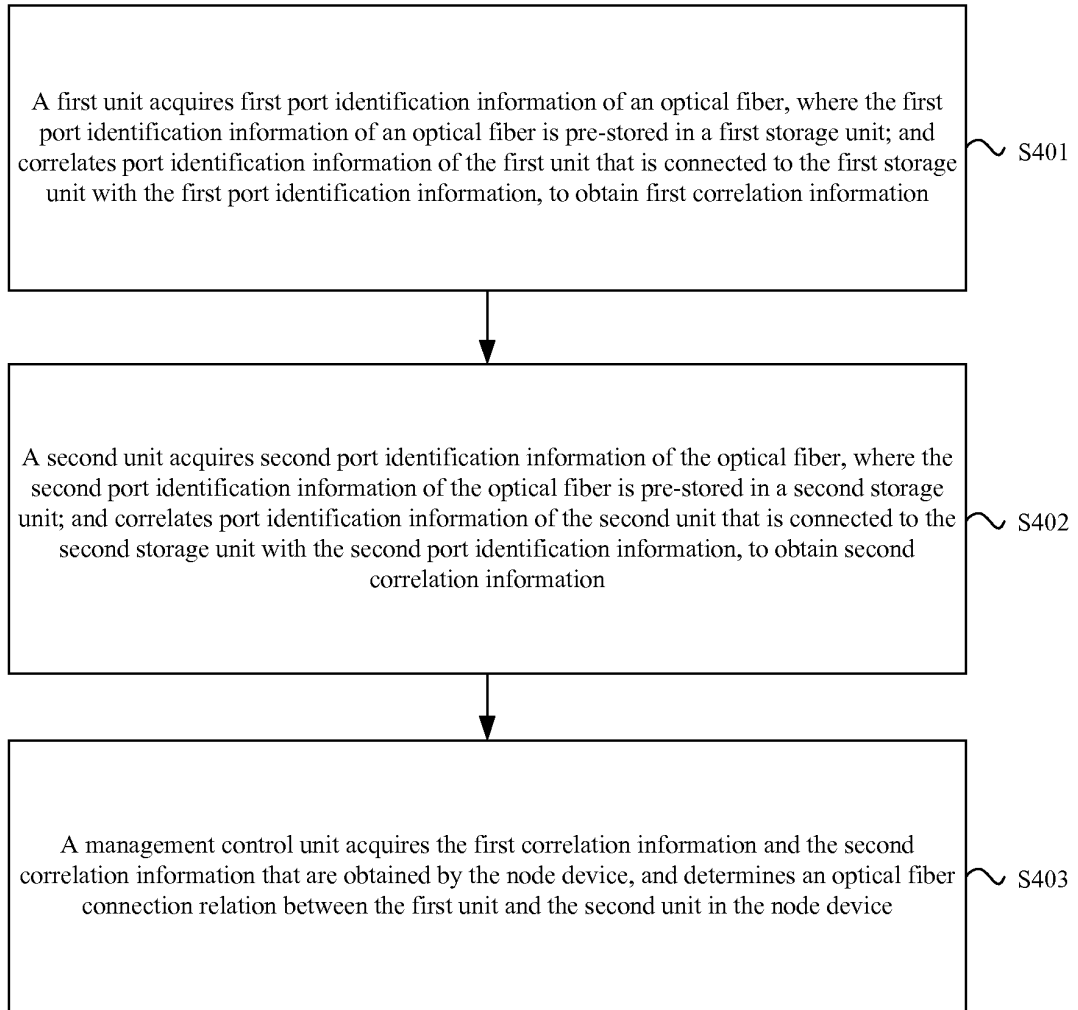 A first unit acquires first port identification information of an optical fiber, where the first
port identification information of an optical fiber is pre-stored in a first storage unit; and
correlates port identification information of the first unit that is connected to the first storage
unit with the first port identification information, to obtain first correlation information
S401
A second unit acquires second port identification information of the optical fiber, where the
second port identification information of the optical fiber is pre-stored in a second storage
unit; and correlates port identification information of the second unit that is connected to the
second storage unit with the second port identification information, to obtain second
correlation information
S402
A management control unit acquires the first correlation information and the second
correlation information that are obtained by the node device, and determines an optical fiber
connection relation between the first unit and the second unit in the node device
S403